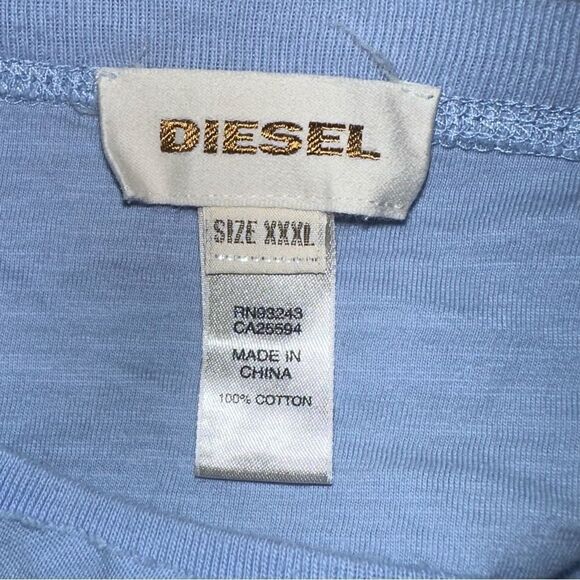 DIESEL
SIZE XXXL
RN93243
CA25594
MADE IN
CHINA
100% COTTON